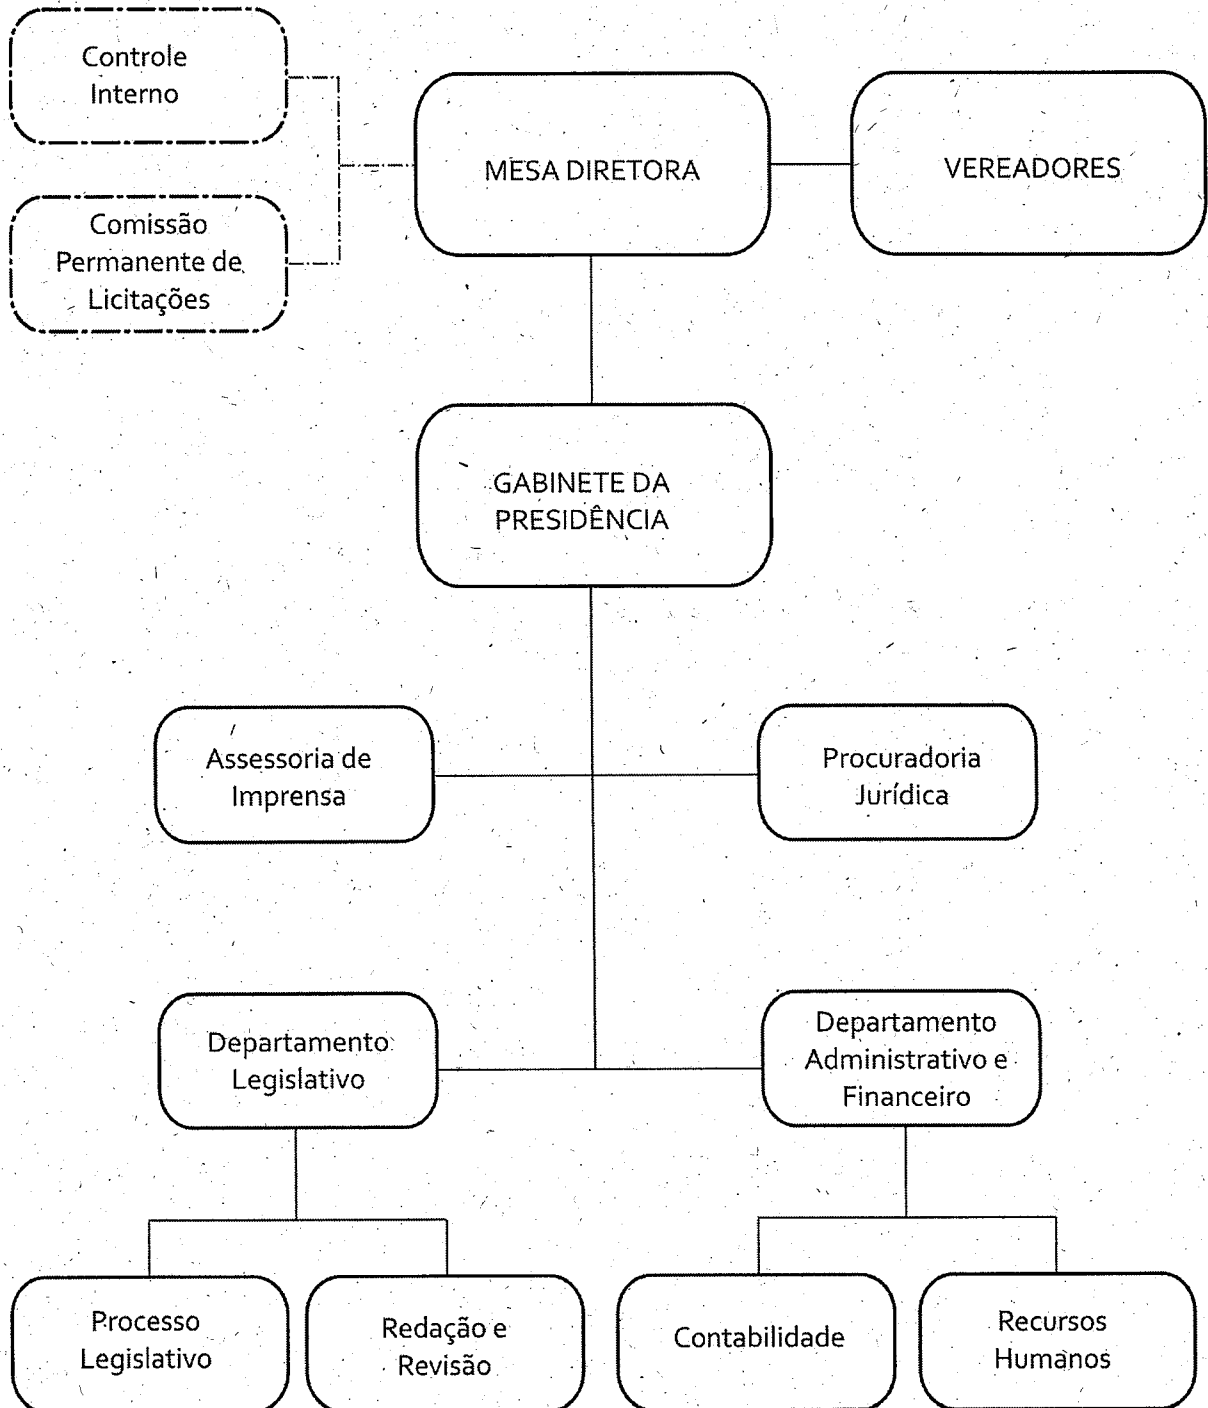 Controle
Interno
MESA DIRETORA
VEREADORES
Comissão
Permanente de
Licitações
GABINETE DA
PRESIDÊNCIA
Assessoria de
Imprensa
Procuradoria
Jurídica
Departamento
Legislativo
Departamento
Administrativo e
Financeiro
Processo
Legislativo
Redação e
Revisão
Contabilidade
Recursos
Humanos